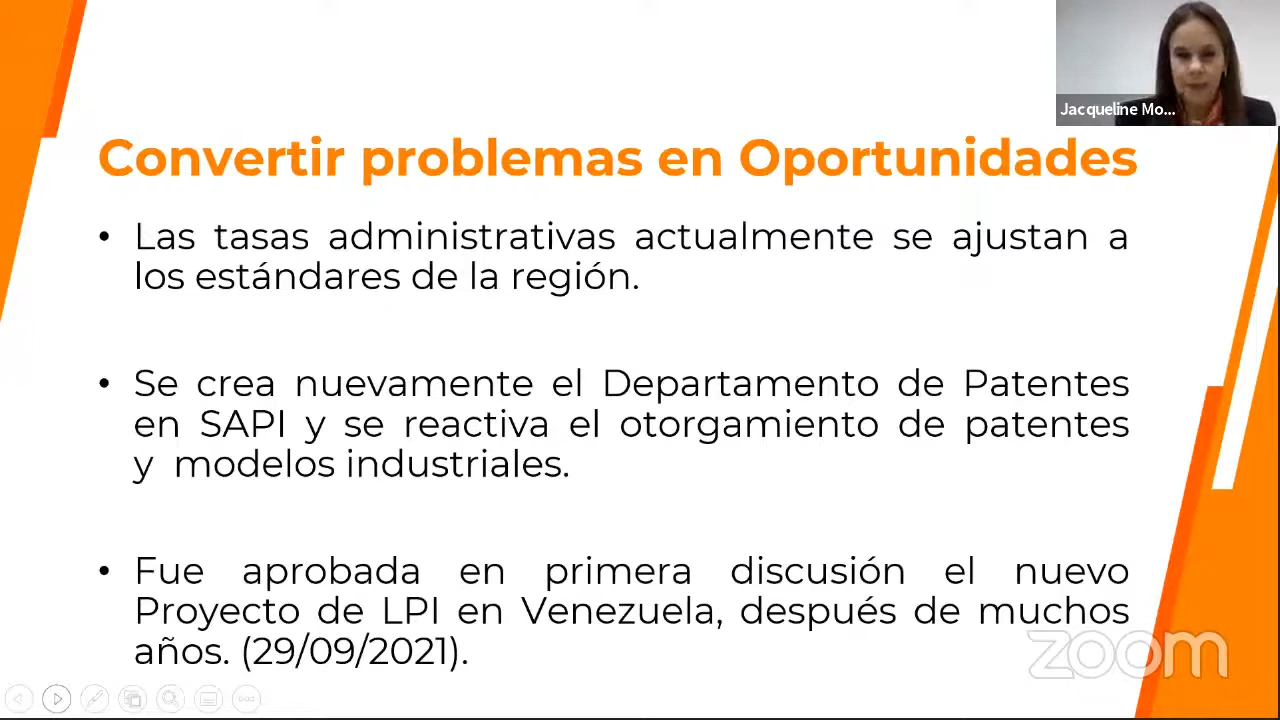 Jacqueline Mo...
Convertir problemas en Oportunidades
• Las tasas administrativas actualmente se ajustan a
los estándares de la región.
• Se crea nuevamente el Departamento de Patentes
en SAPI y se reactiva el otorgamiento de patentes
y modelos industriales.
• Fue aprobada en primera discusión el nuevo
Proyecto de LPI en Venezuela, después de muchos
años. (29/09/2021).
zoom